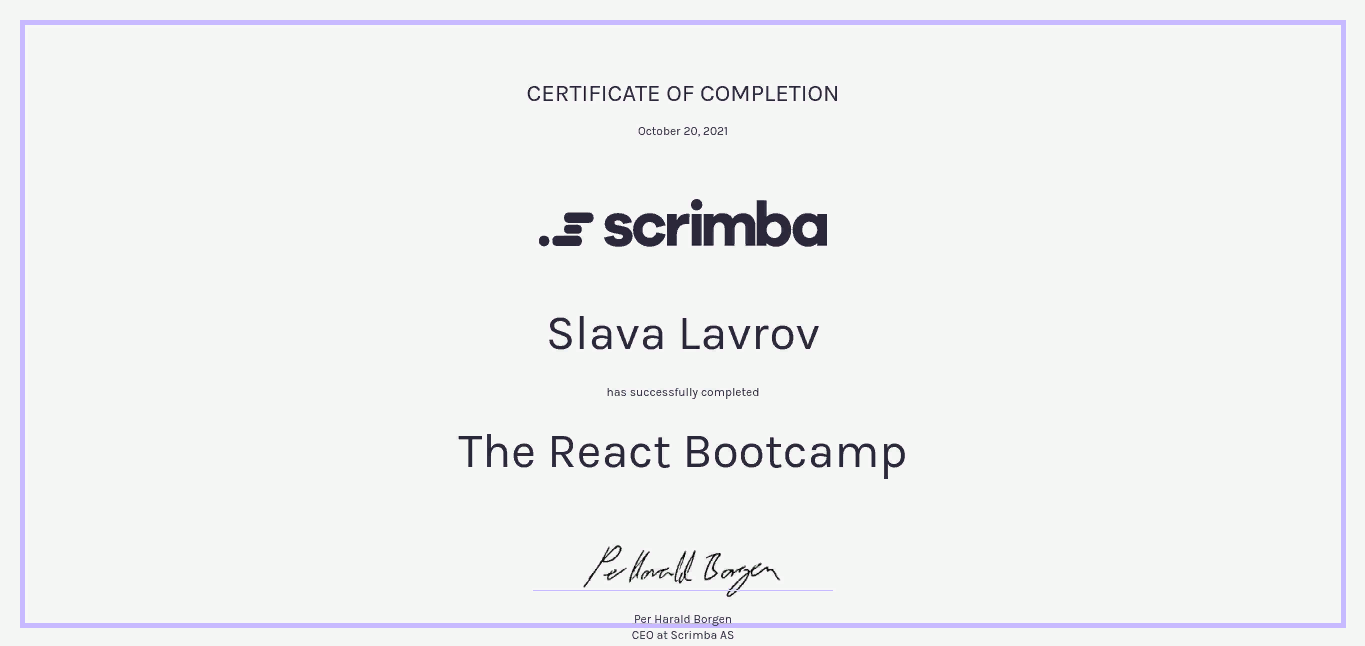 CERTIFICATE OF COMPLETION
October 20, 2021
scrimba
Slava Lavrov
has successfully completed
The React Bootcamp
Per Harald Borgen
Per Harald Borgen
CEO at Scrimba AS